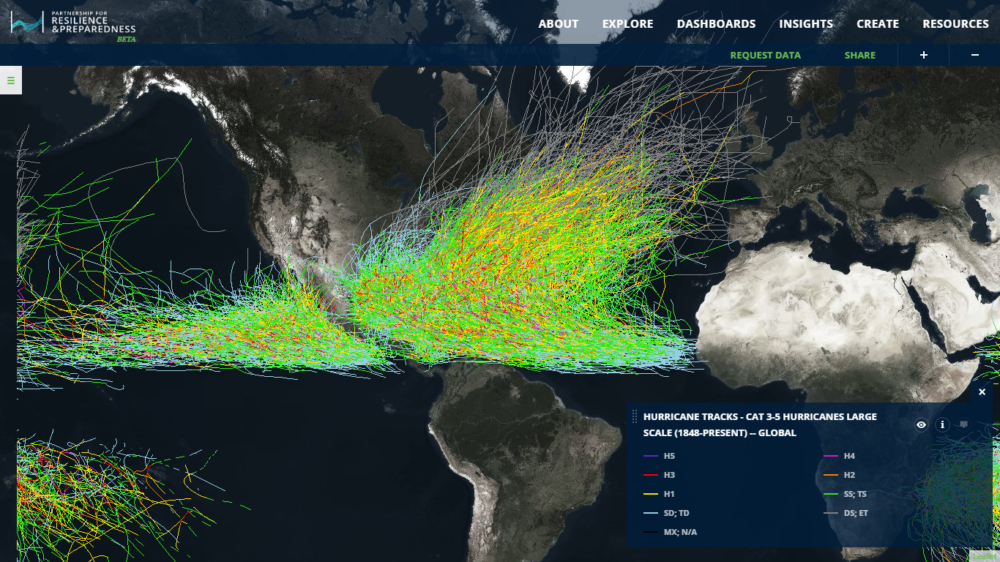 PARTNERSHIP FOR
RESILIENCE
&PREPAREDNESS
BETA
ABOUT
EXPLORE
DASHBOARDS
INSIGHTS
CREATE
RESOURCES
REQUEST DATA
SHARE
+
−
HURRICANE TRACKS - CAT 3-5 HURRICANES LARGE
SCALE (1848-PRESENT) -- GLOBAL
H5
H4
H3
H2
H1
SS; TS
SD; TD
DS; ET
MX; N/A
Leaflet